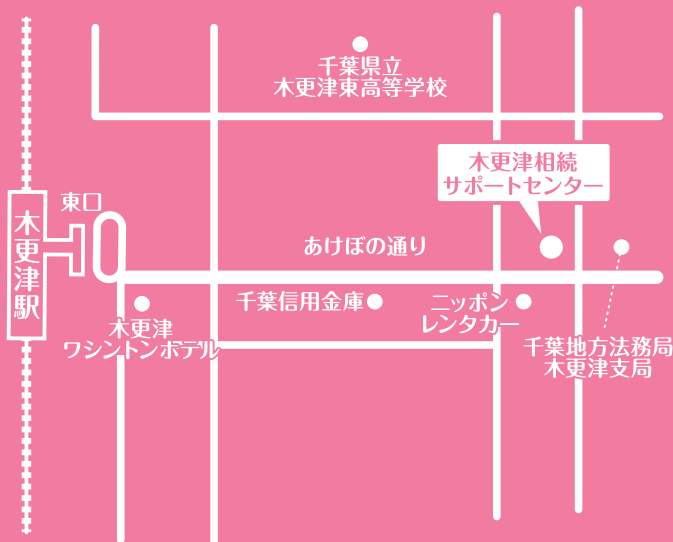 千葉県立
木更津東高等学校
木更津相続
サポートセンター
東口
木更津駅
あけぼの通り
千葉信用金庫
ニッポン
レンタカー
木更津
ワシントンホテル
千葉地方法務局
木更津支局